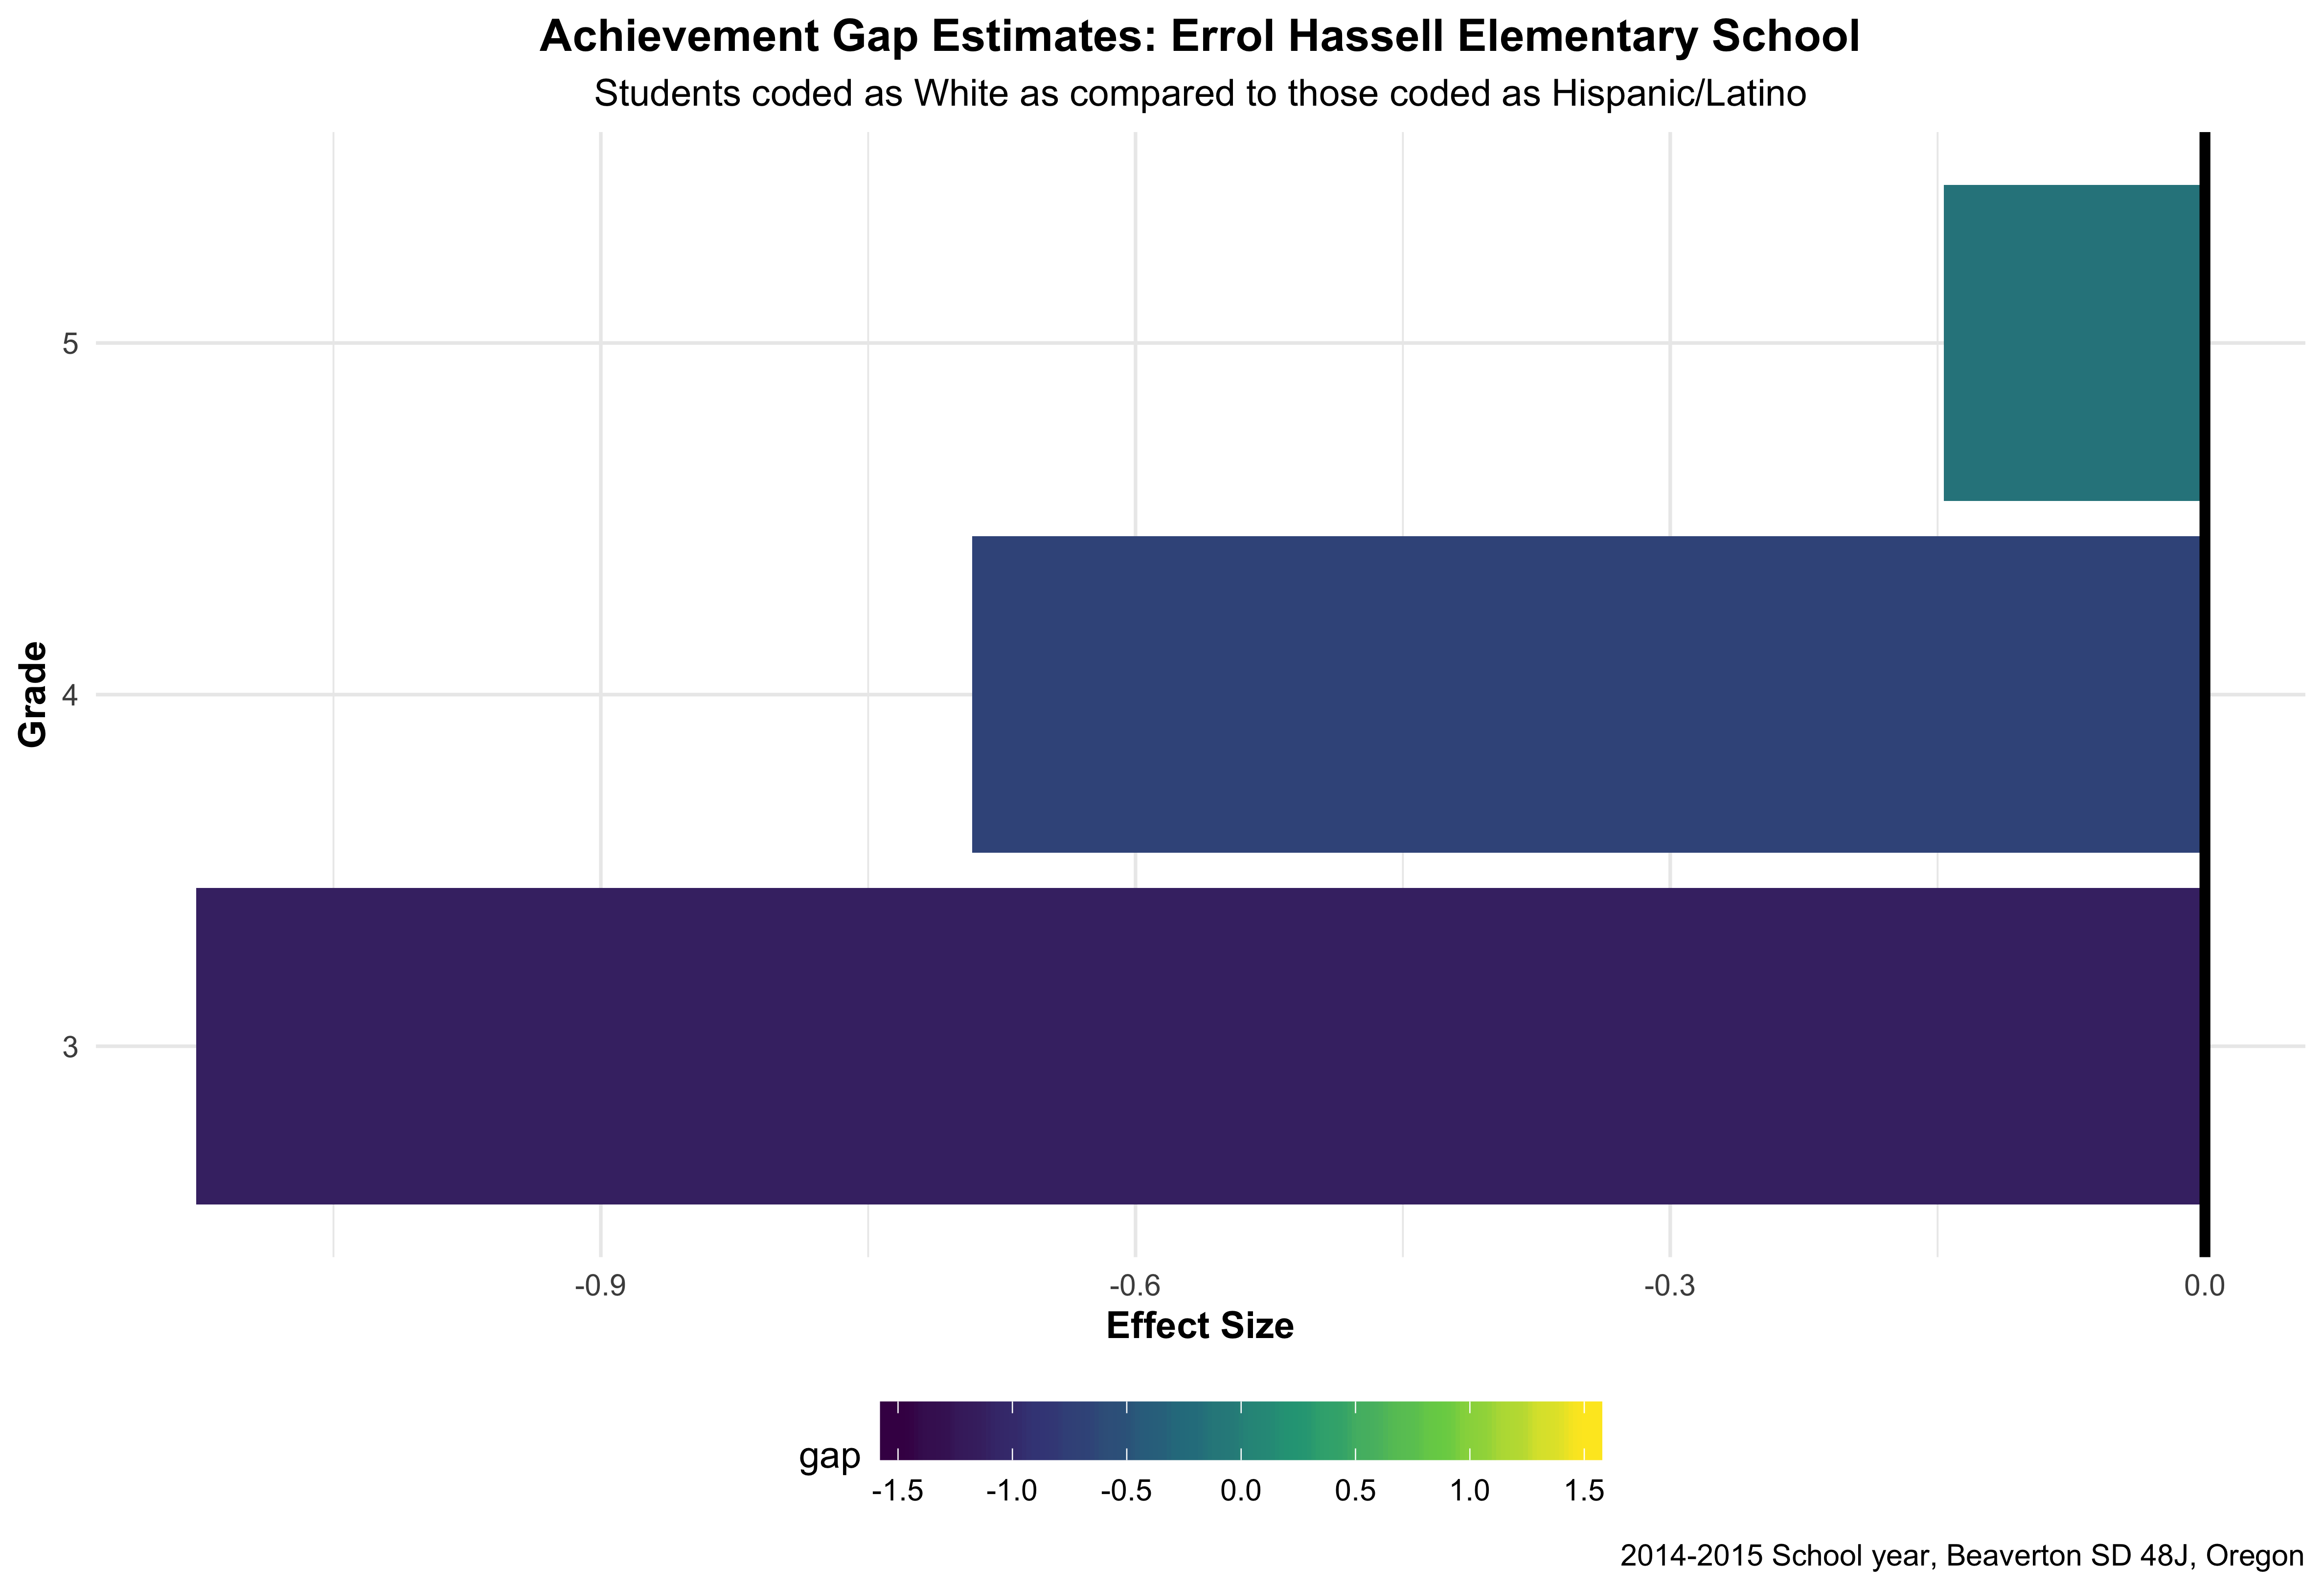 Achievement Gap Estimates: Errol Hassell Elementary School
Students coded as White as compared to those coded as Hispanic/Latino
5
4
3
Grade
-0.9 -0.6 -0.3 0.0
Effect Size
gap
-1.5 -1.0 -0.5 0.0 0.5 1.0 1.5
2014-2015 School year, Beaverton SD 48J, Oregon